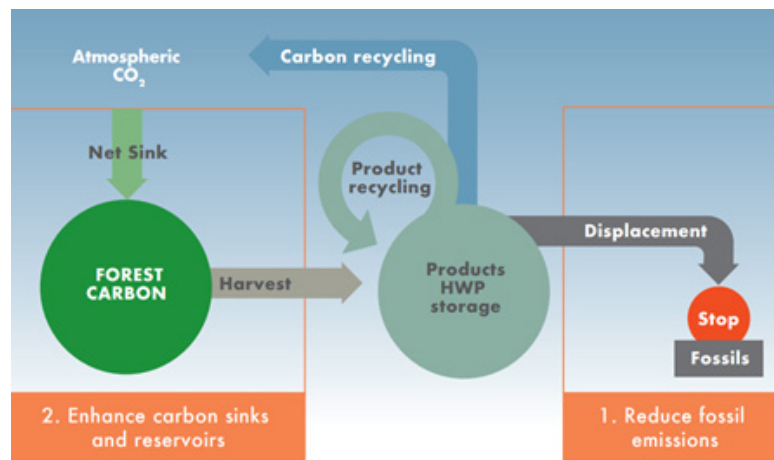 Atmospheric
CO₂
Carbon recycling
Net Sink
Product
recycling
Displacement
FOREST
CARBON
Harvest
Products
HWP
storage
Stop
Fossils
2. Enhance carbon sinks
and reservoirs
1. Reduce fossil
emissions